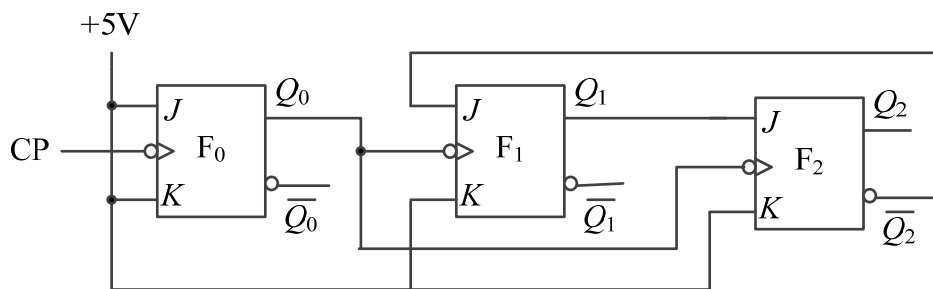 +5V
Q₀ Q₁ Q₂
J J J
CP F₀ F₁ F₂
K K K
Q̅₀ Q̅₁ Q̅₂